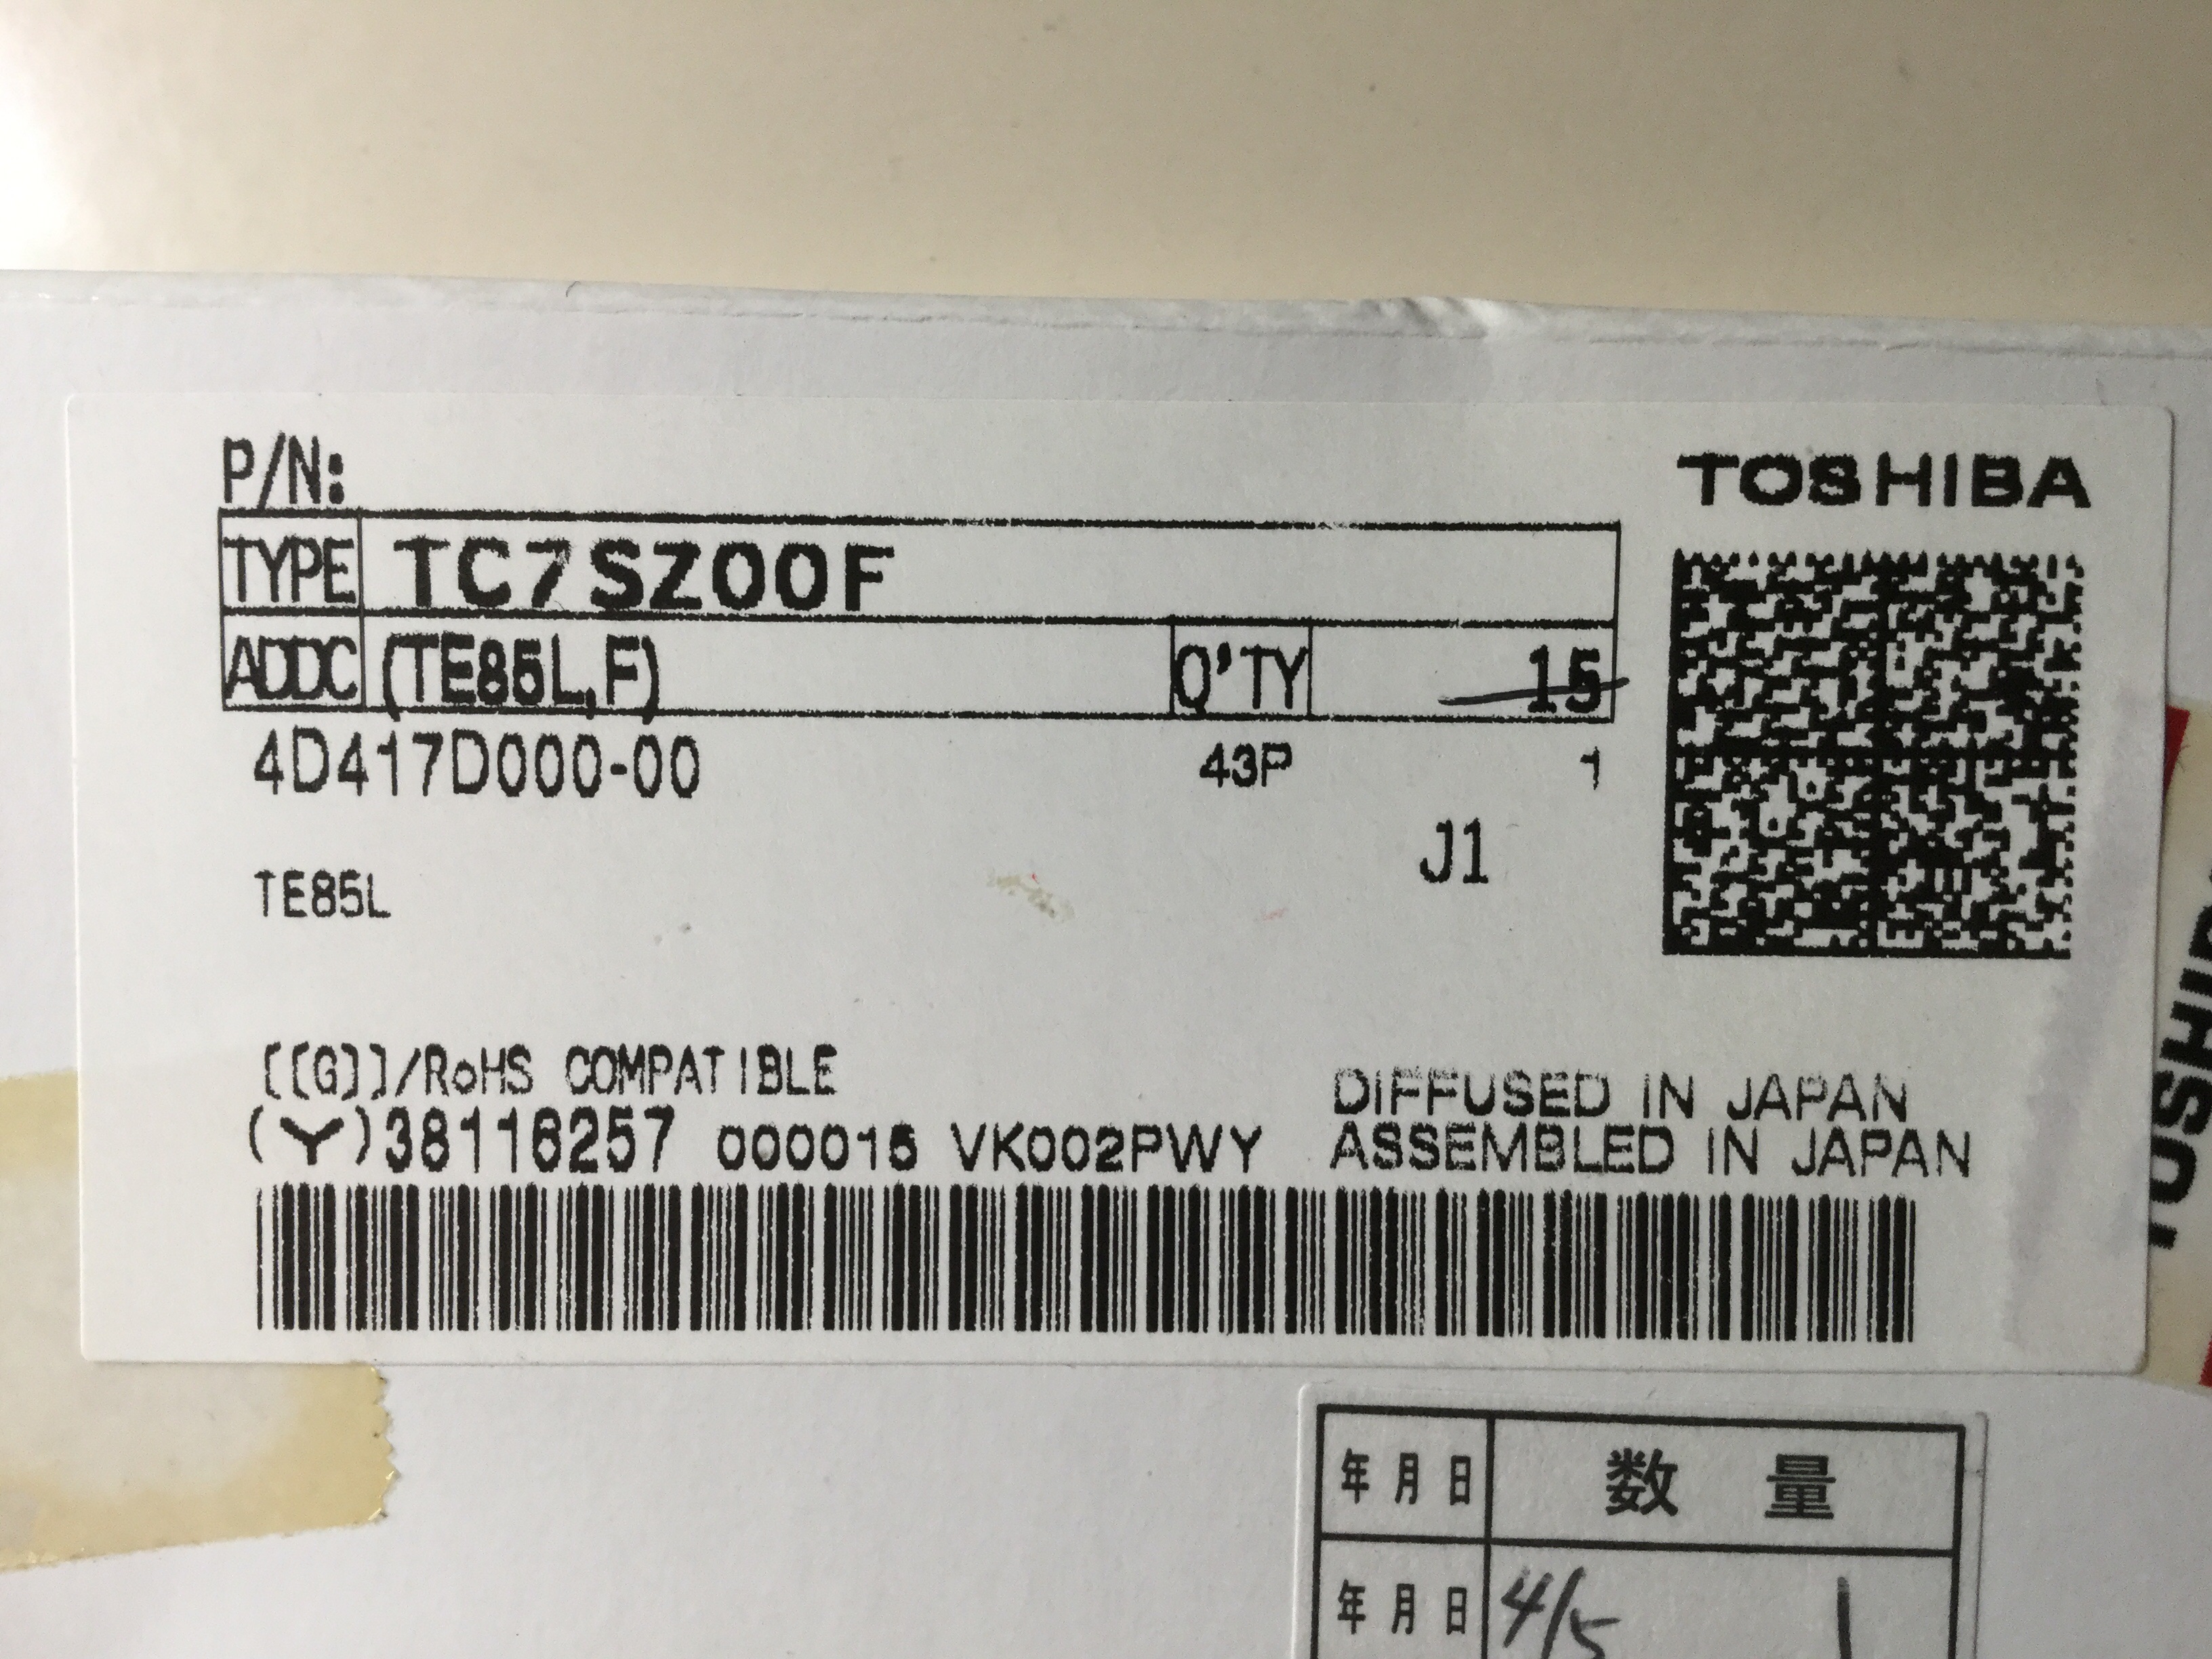 P/N:
TOSHIBA
TYPE TC7SZ00F
ADDC (TE85L,F) Q'TY 15
4D417D000-00 43P 1
J1
TE85L
[[G]]/RoHS COMPATIBLE
DIFFUSED IN JAPAN
(Y)38116257 000015 VK002PWY ASSEMBLED IN JAPAN
TOSHIBA
年月日 数量
年月日 4/5 1